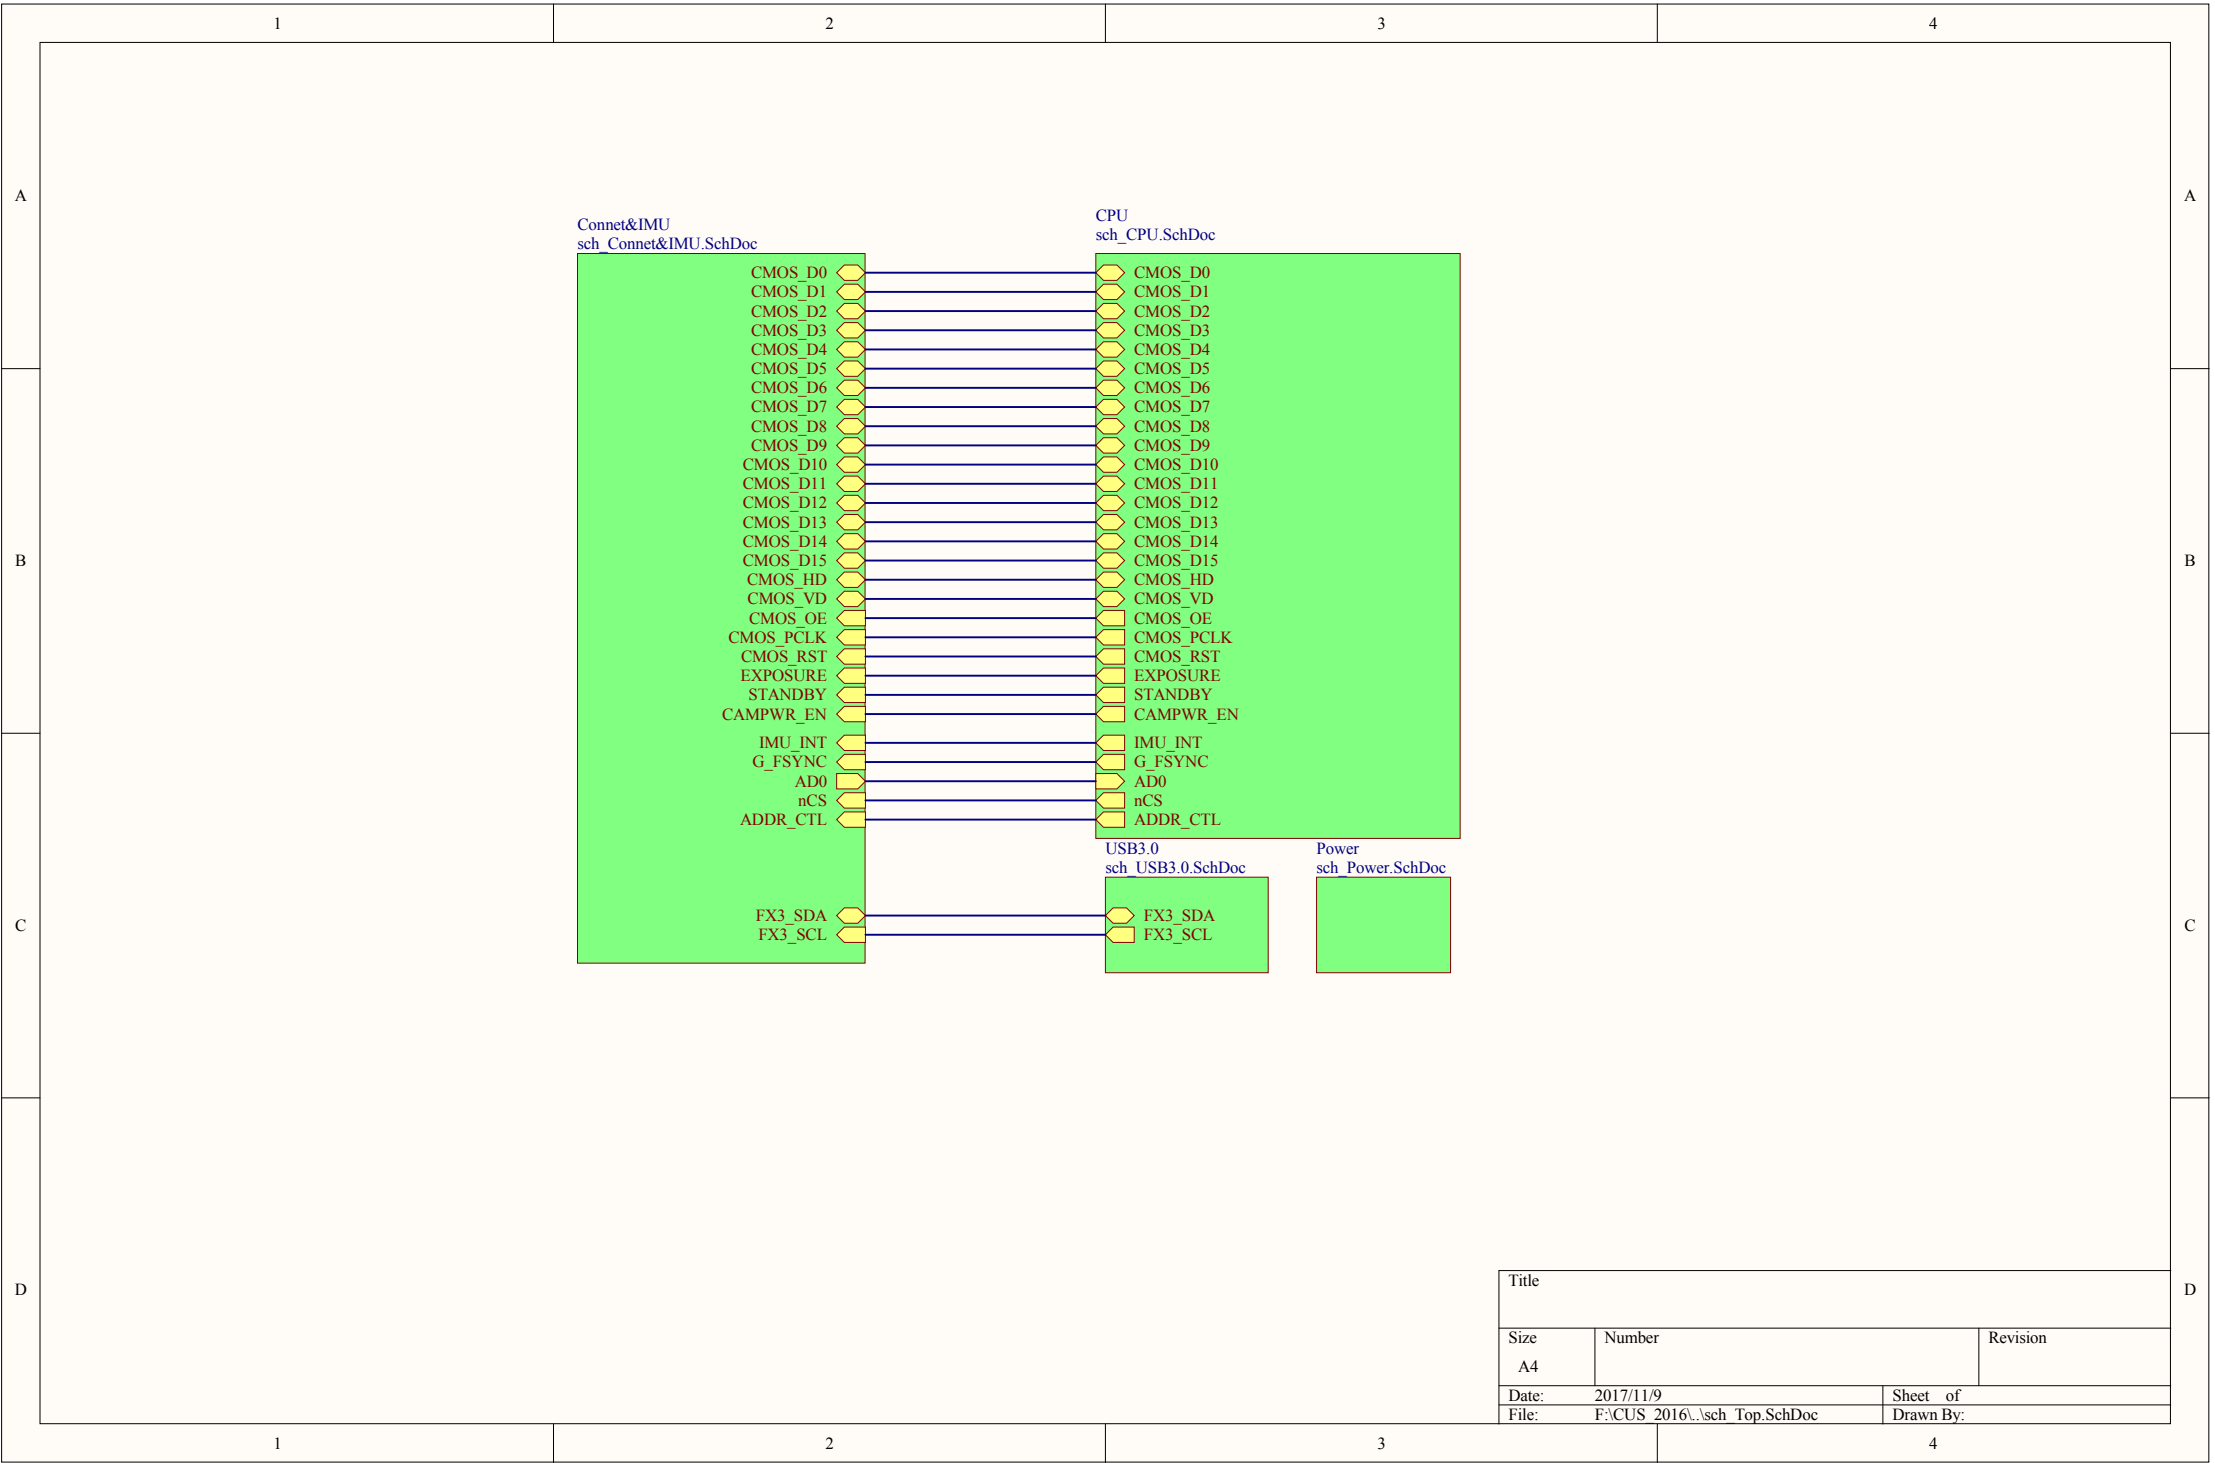 1 2 3 4
A A
Connet&IMU
sch_Connet&IMU.SchDoc
CPU
sch_CPU.SchDoc
CMOS_D0 CMOS_D0
CMOS_D1 CMOS_D1
CMOS_D2 CMOS_D2
CMOS_D3 CMOS_D3
CMOS_D4 CMOS_D4
CMOS_D5 CMOS_D5
CMOS_D6 CMOS_D6
CMOS_D7 CMOS_D7
CMOS_D8 CMOS_D8
CMOS_D9 CMOS_D9
CMOS_D10 CMOS_D10
CMOS_D11 CMOS_D11
CMOS_D12 CMOS_D12
CMOS_D13 CMOS_D13
CMOS_D14 CMOS_D14
B CMOS_D15 CMOS_D15 B
CMOS_HD CMOS_HD
CMOS_VD CMOS_VD
CMOS_OE CMOS_OE
CMOS_PCLK CMOS_PCLK
CMOS_RST CMOS_RST
EXPOSURE EXPOSURE
STANDBY STANDBY
CAMPWR_EN CAMPWR_EN
IMU_INT IMU_INT
G_FSYNC G_FSYNC
AD0 AD0
nCS nCS
ADDR_CTL ADDR_CTL
USB3.0
sch_USB3.0.SchDoc
Power
sch_Power.SchDoc
FX3_SDA FX3_SDA
C C
FX3_SCL FX3_SCL
D D
Title
Size Number Revision
A4
Date: 2017/11/9 Sheet of
File: F:\CUS_2016\..\sch_Top.SchDoc Drawn By:
1 2 3 4